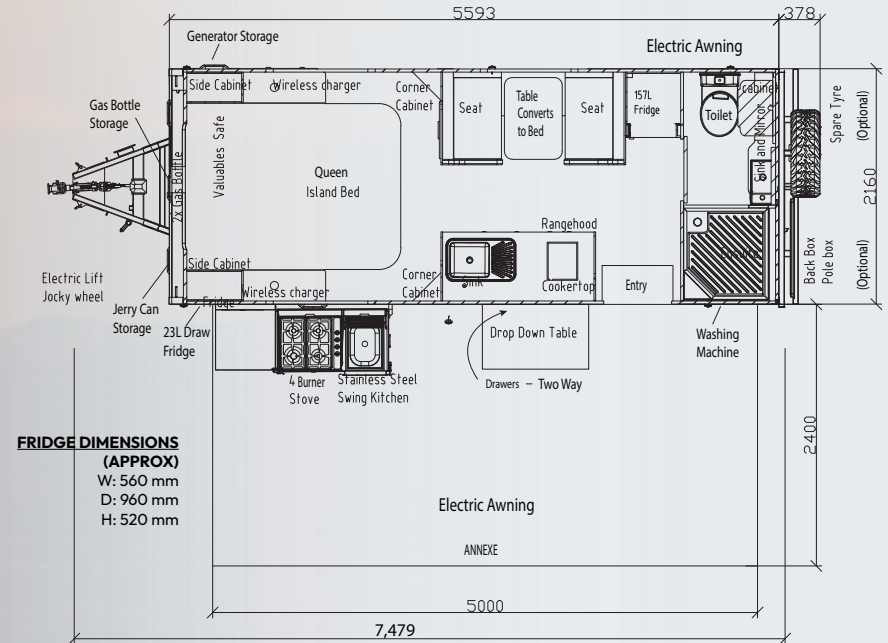 5593
378
Generator Storage
Electric Awning
Side Cabinet
Wireless charger
Corner
Cabinet
Seat
Table
Converts
to Bed
Seat
157L
Fridge
Toilet
cabinet
Sink and Mirror
Spare Tyre
(Optional)
2160
Gas Bottle
Storage
2x Gas Bottle
Valuables Safe
Queen
Island Bed
Rangehood
Side Cabinet
Wireless charger
Corner
Cabinet
Sink
Cooktertop
Entry
Ensuite
Back Box
Pole box
(Optional)
Electric Lift
Jocky wheel
Jerry Can
Storage
Fridge
23L Draw
Fridge
Drop Down Table
Washing
Machine
4 Burner
Stove
Stainless Steel
Swing Kitchen
Drawers – Two Way
FRIDGE DIMENSIONS
(APPROX)
W: 560 mm
D: 960 mm
H: 520 mm
2400
Electric Awning
ANNEXE
5000
7,479